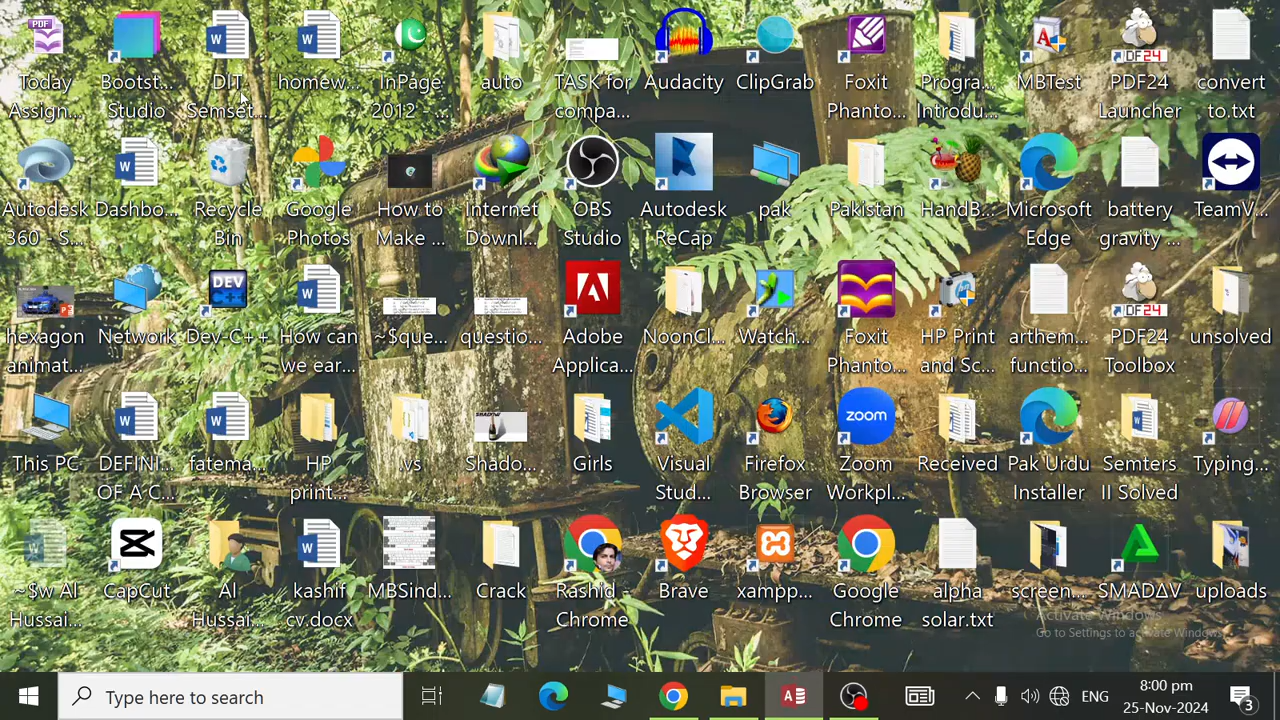 Today Assign...
Bootst... Studio
DIT Semset...
homew...
InPage 2012 ...
auto
TASK for compa...
Audacity
ClipGrab
Foxit Phanto...
Progra... Introdu...
MBTest
PDF24 Launcher
convert to.txt
Autodesk 360 - S...
Dashbo...
Recycle Bin
Google Photos
How to Make ...
Internet Downl...
OBS Studio
Autodesk ReCap
pak
Pakistan
HandB...
Microsoft Edge
battery gravity ...
TeamV...
hexagon animat...
Network
Dev-C++
How can we ear...
~$que...
questio...
Adobe Applica...
NoonCl...
Watch...
Foxit Phanto...
HP Print and Sc...
arthem... functio...
PDF24 Toolbox
unsolved
This PC
DEFINI... OF A C...
fatema...
HP print...
.vs
Shado...
Girls
Visual Stud...
Firefox Browser
Zoom Workpl...
Received
Pak Urdu Installer
Semters II Solved
Typing...
~$w Al Hussai...
CapCut
Al Hussai...
kashif cv.docx
MBSind...
Crack
Rashid - Chrome
Brave
xampp...
Google Chrome
alpha solar.txt
screen...
SMADAV
uploads
Activate Windows
Go to Settings to activate Windows.
Type here to search
ENG
8:00 pm
25-Nov-2024
3